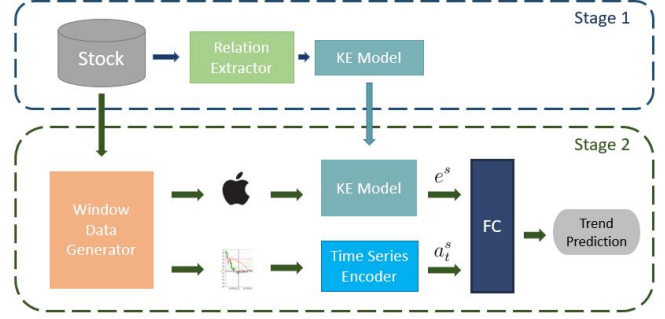 Stage 1
Stock
Relation
Extractor
KE Model
Stage 2
Window
Data
Generator
KE Model
e^s
FC
Trend
Prediction
Time Series
Encoder
a_t^s